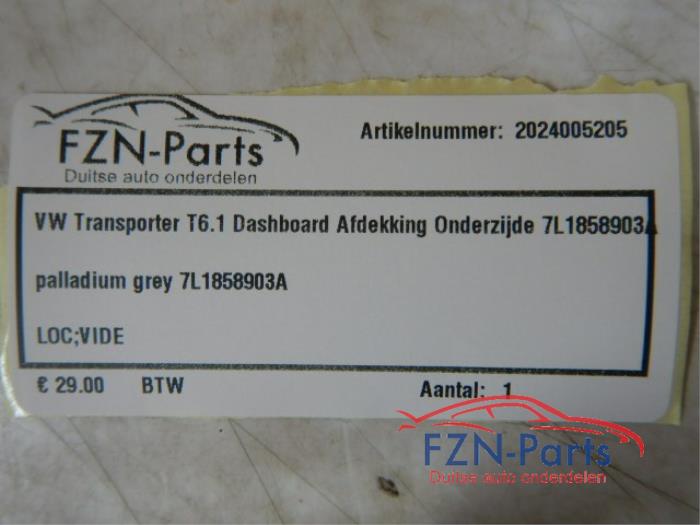 FZN-Parts
Duitse auto onderdelen
Artikelnummer: 2024005205
VW Transporter T6.1 Dashboard Afdekking Onderzijde 7L1858903A
palladium grey 7L1858903A
LOC;VIDE
€ 29.00 BTW Aantal: 1
FZN-Parts
Duitse auto onderdelen